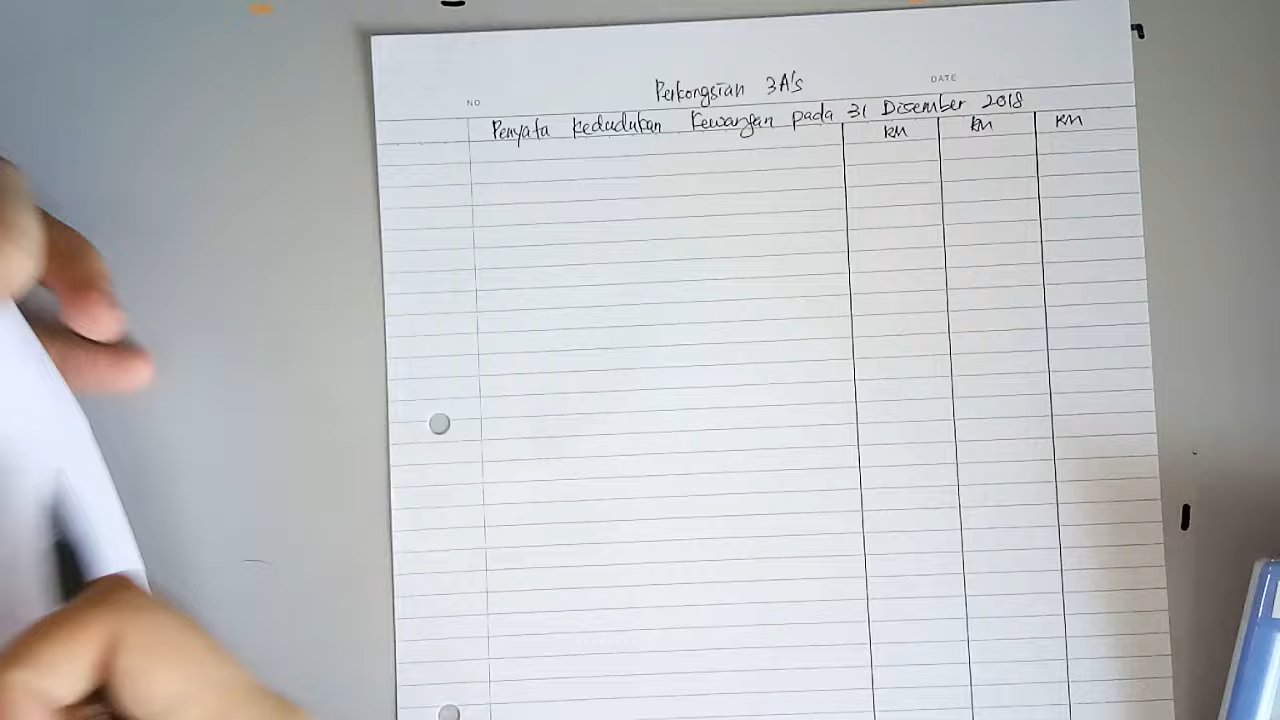 NO
Perkongsian 3A's
DATE
Penyata Kedudukan Kewangan pada 31 Disember 2018
RM RM RM